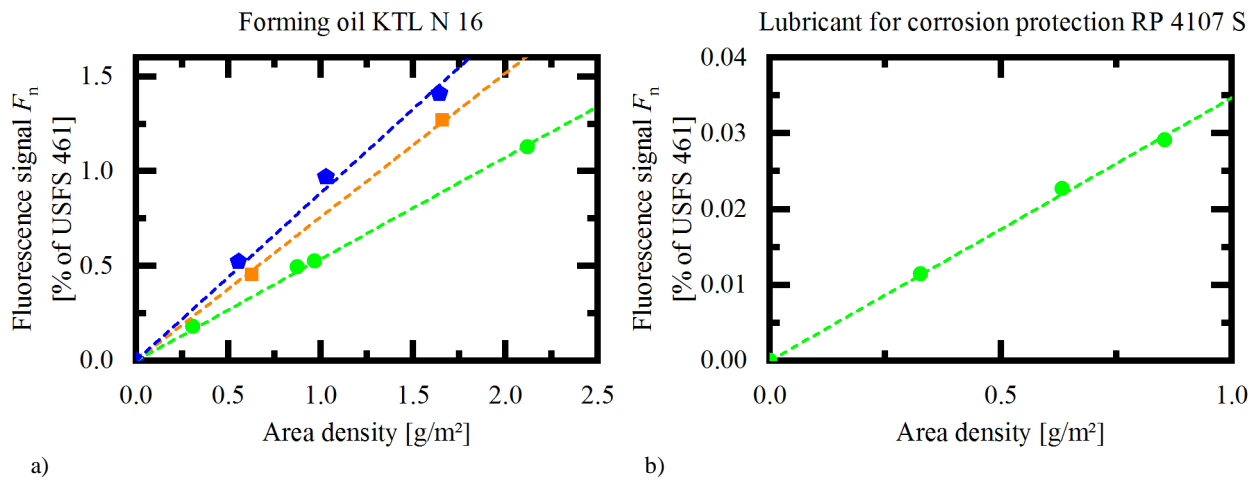 Forming oil KTL N 16
Fluorescence signal Fn
[% of USFS 461]
1.5
1.0
0.5
0.0
0.0 0.5 1.0 1.5 2.0 2.5
Area density [g/m²]
a)
Lubricant for corrosion protection RP 4107 S
Fluorescence signal Fn
[% of USFS 461]
0.04
0.03
0.02
0.01
0.00
0.0 0.5 1.0
Area density [g/m²]
b)